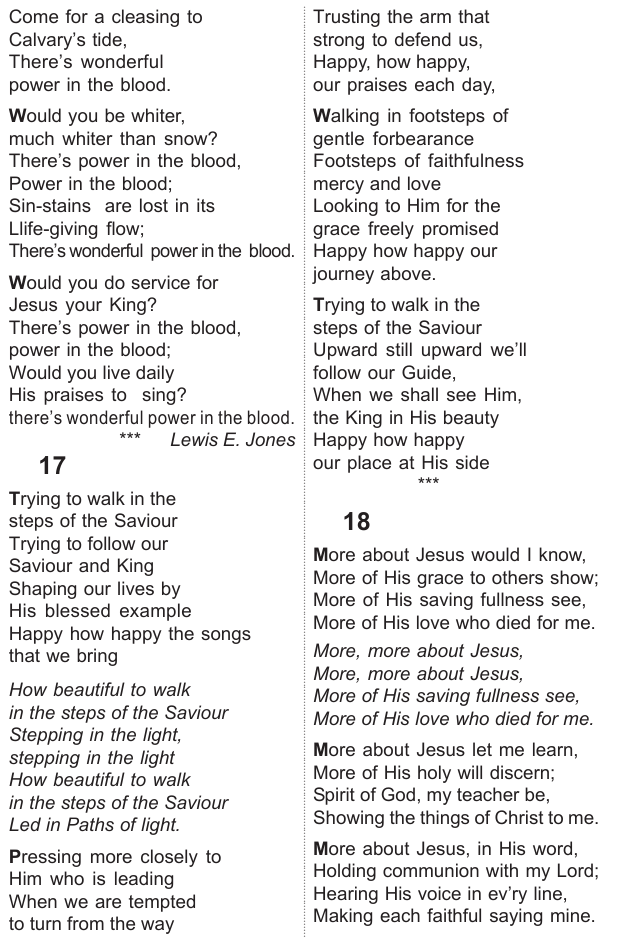 Come for a cleasing to
Calvary's tide,
There's wonderful
power in the blood.
Would you be whiter,
much whiter than snow?
There's power in the blood,
Power in the blood;
Sin-stains are lost in its
Llife-giving flow;
There's wonderful power in the blood.
Would you do service for
Jesus your King?
There's power in the blood,
power in the blood;
Would you live daily
His praises to sing?
there's wonderful power in the blood.
*** Lewis E. Jones
17
Trying to walk in the
steps of the Saviour
Trying to follow our
Saviour and King
Shaping our lives by
His blessed example
Happy how happy the songs
that we bring
How beautiful to walk
in the steps of the Saviour
Stepping in the light,
stepping in the light
How beautiful to walk
in the steps of the Saviour
Led in Paths of light.
Pressing more closely to
Him who is leading
When we are tempted
to turn from the way
Trusting the arm that
strong to defend us,
Happy, how happy,
our praises each day,
Walking in footsteps of
gentle forbearance
Footsteps of faithfulness
mercy and love
Looking to Him for the
grace freely promised
Happy how happy our
journey above.
Trying to walk in the
steps of the Saviour
Upward still upward we'll
follow our Guide,
When we shall see Him,
the King in His beauty
Happy how happy
our place at His side
***
18
More about Jesus would I know,
More of His grace to others show;
More of His saving fullness see,
More of His love who died for me.
More, more about Jesus,
More, more about Jesus,
More of His saving fullness see,
More of His love who died for me.
More about Jesus let me learn,
More of His holy will discern;
Spirit of God, my teacher be,
Showing the things of Christ to me.
More about Jesus, in His word,
Holding communion with my Lord;
Hearing His voice in ev'ry line,
Making each faithful saying mine.